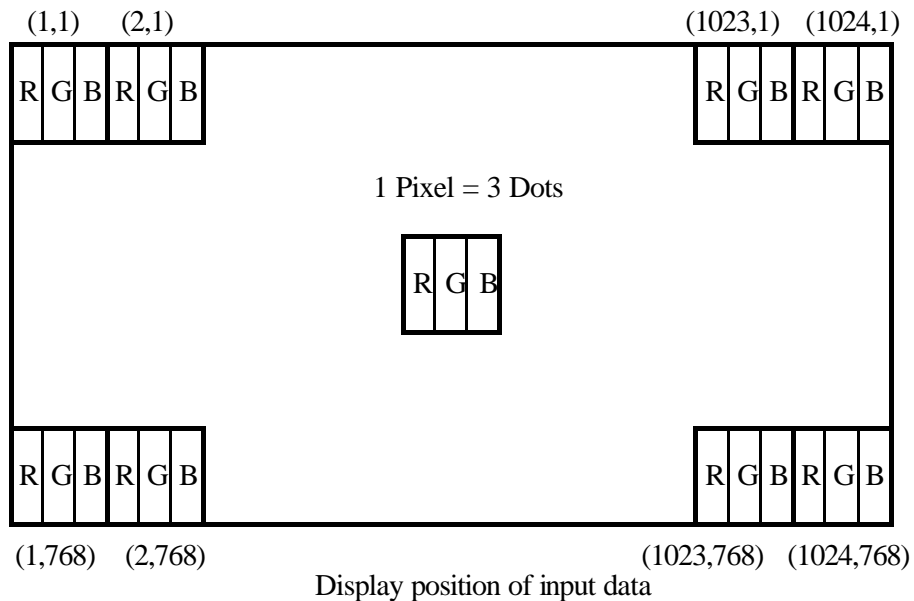 (1,1) (2,1) (1023,1) (1024,1)
R G B R G B R G B R G B
1 Pixel = 3 Dots
R G B
R G B R G B R G B R G B
(1,768) (2,768) (1023,768) (1024,768)
Display position of input data